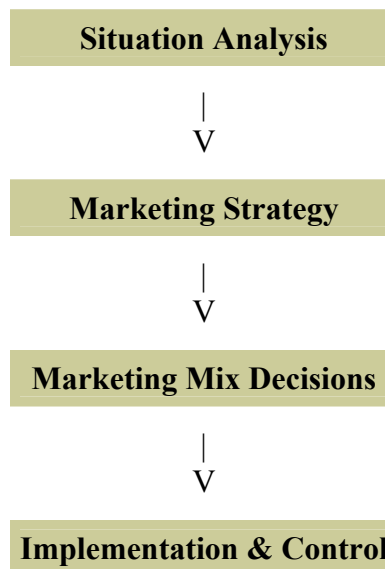 Situation Analysis
|
V
Marketing Strategy
|
V
Marketing Mix Decisions
|
V
Implementation & Control